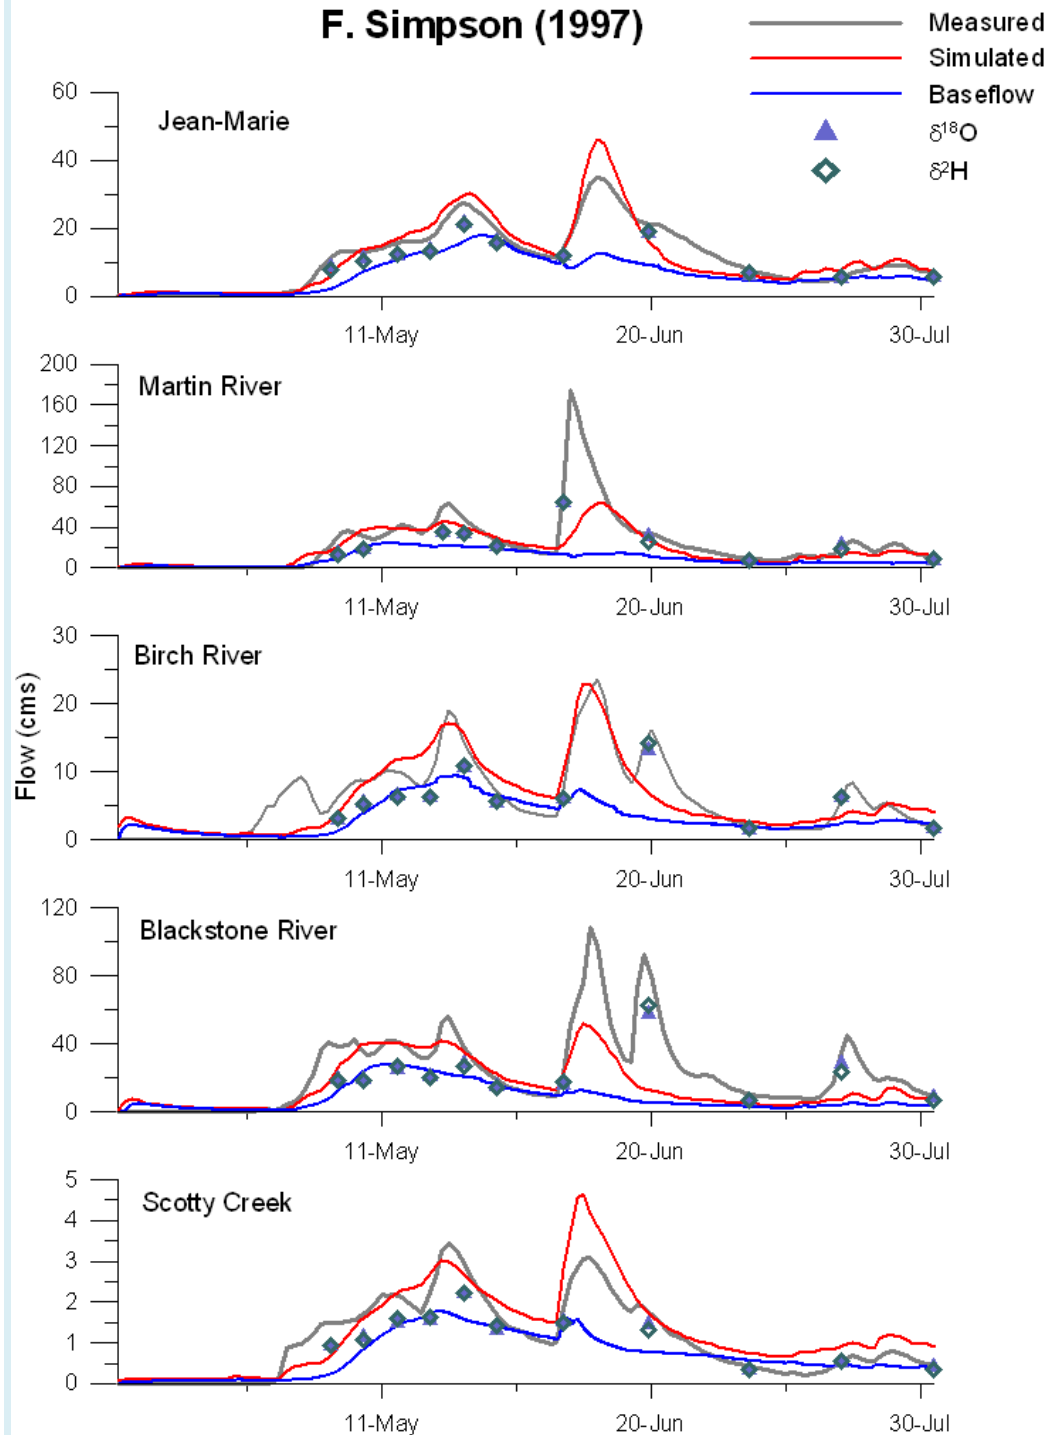 F. Simpson (1997)
Measured
Simulated
Baseflow
δ¹⁸O
δ²H
Flow (cms)
Jean-Marie
60
40
20
0
11-May 20-Jun 30-Jul
Martin River
200
160
120
80
40
0
11-May 20-Jun 30-Jul
Birch River
30
20
10
0
11-May 20-Jun 30-Jul
Blackstone River
120
80
40
0
11-May 20-Jun 30-Jul
Scotty Creek
5
4
3
2
1
0
11-May 20-Jun 30-Jul